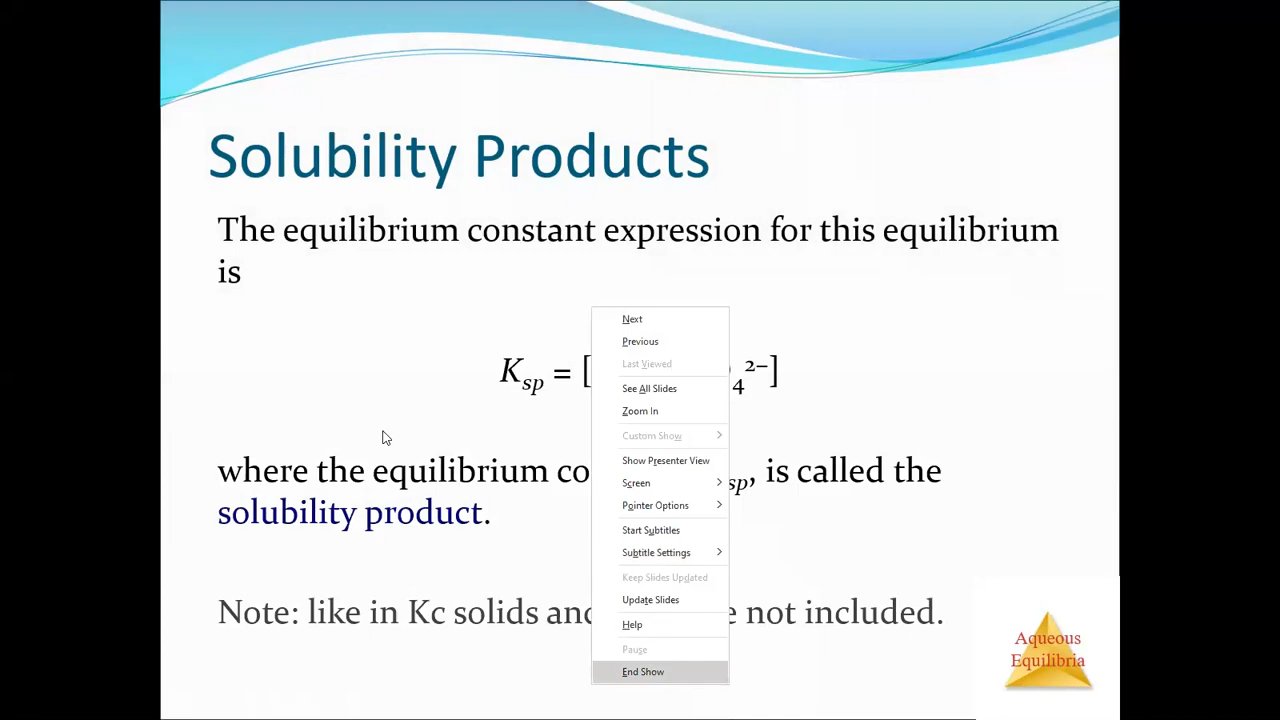 Solubility Products
The equilibrium constant expression for this equilibrium
is
Next
Previous
Last Viewed
See All Slides
Zoom In
Custom Show
Show Presenter View
Screen
Pointer Options
Start Subtitles
Subtitle Settings
Keep Slides Updated
Update Slides
Help
Pause
End Show
Ksp = [ 4 2–]
where the equilibrium co sp, is called the
solubility product.
Note: like in Kc solids and not included.
Aqueous
Equilibria